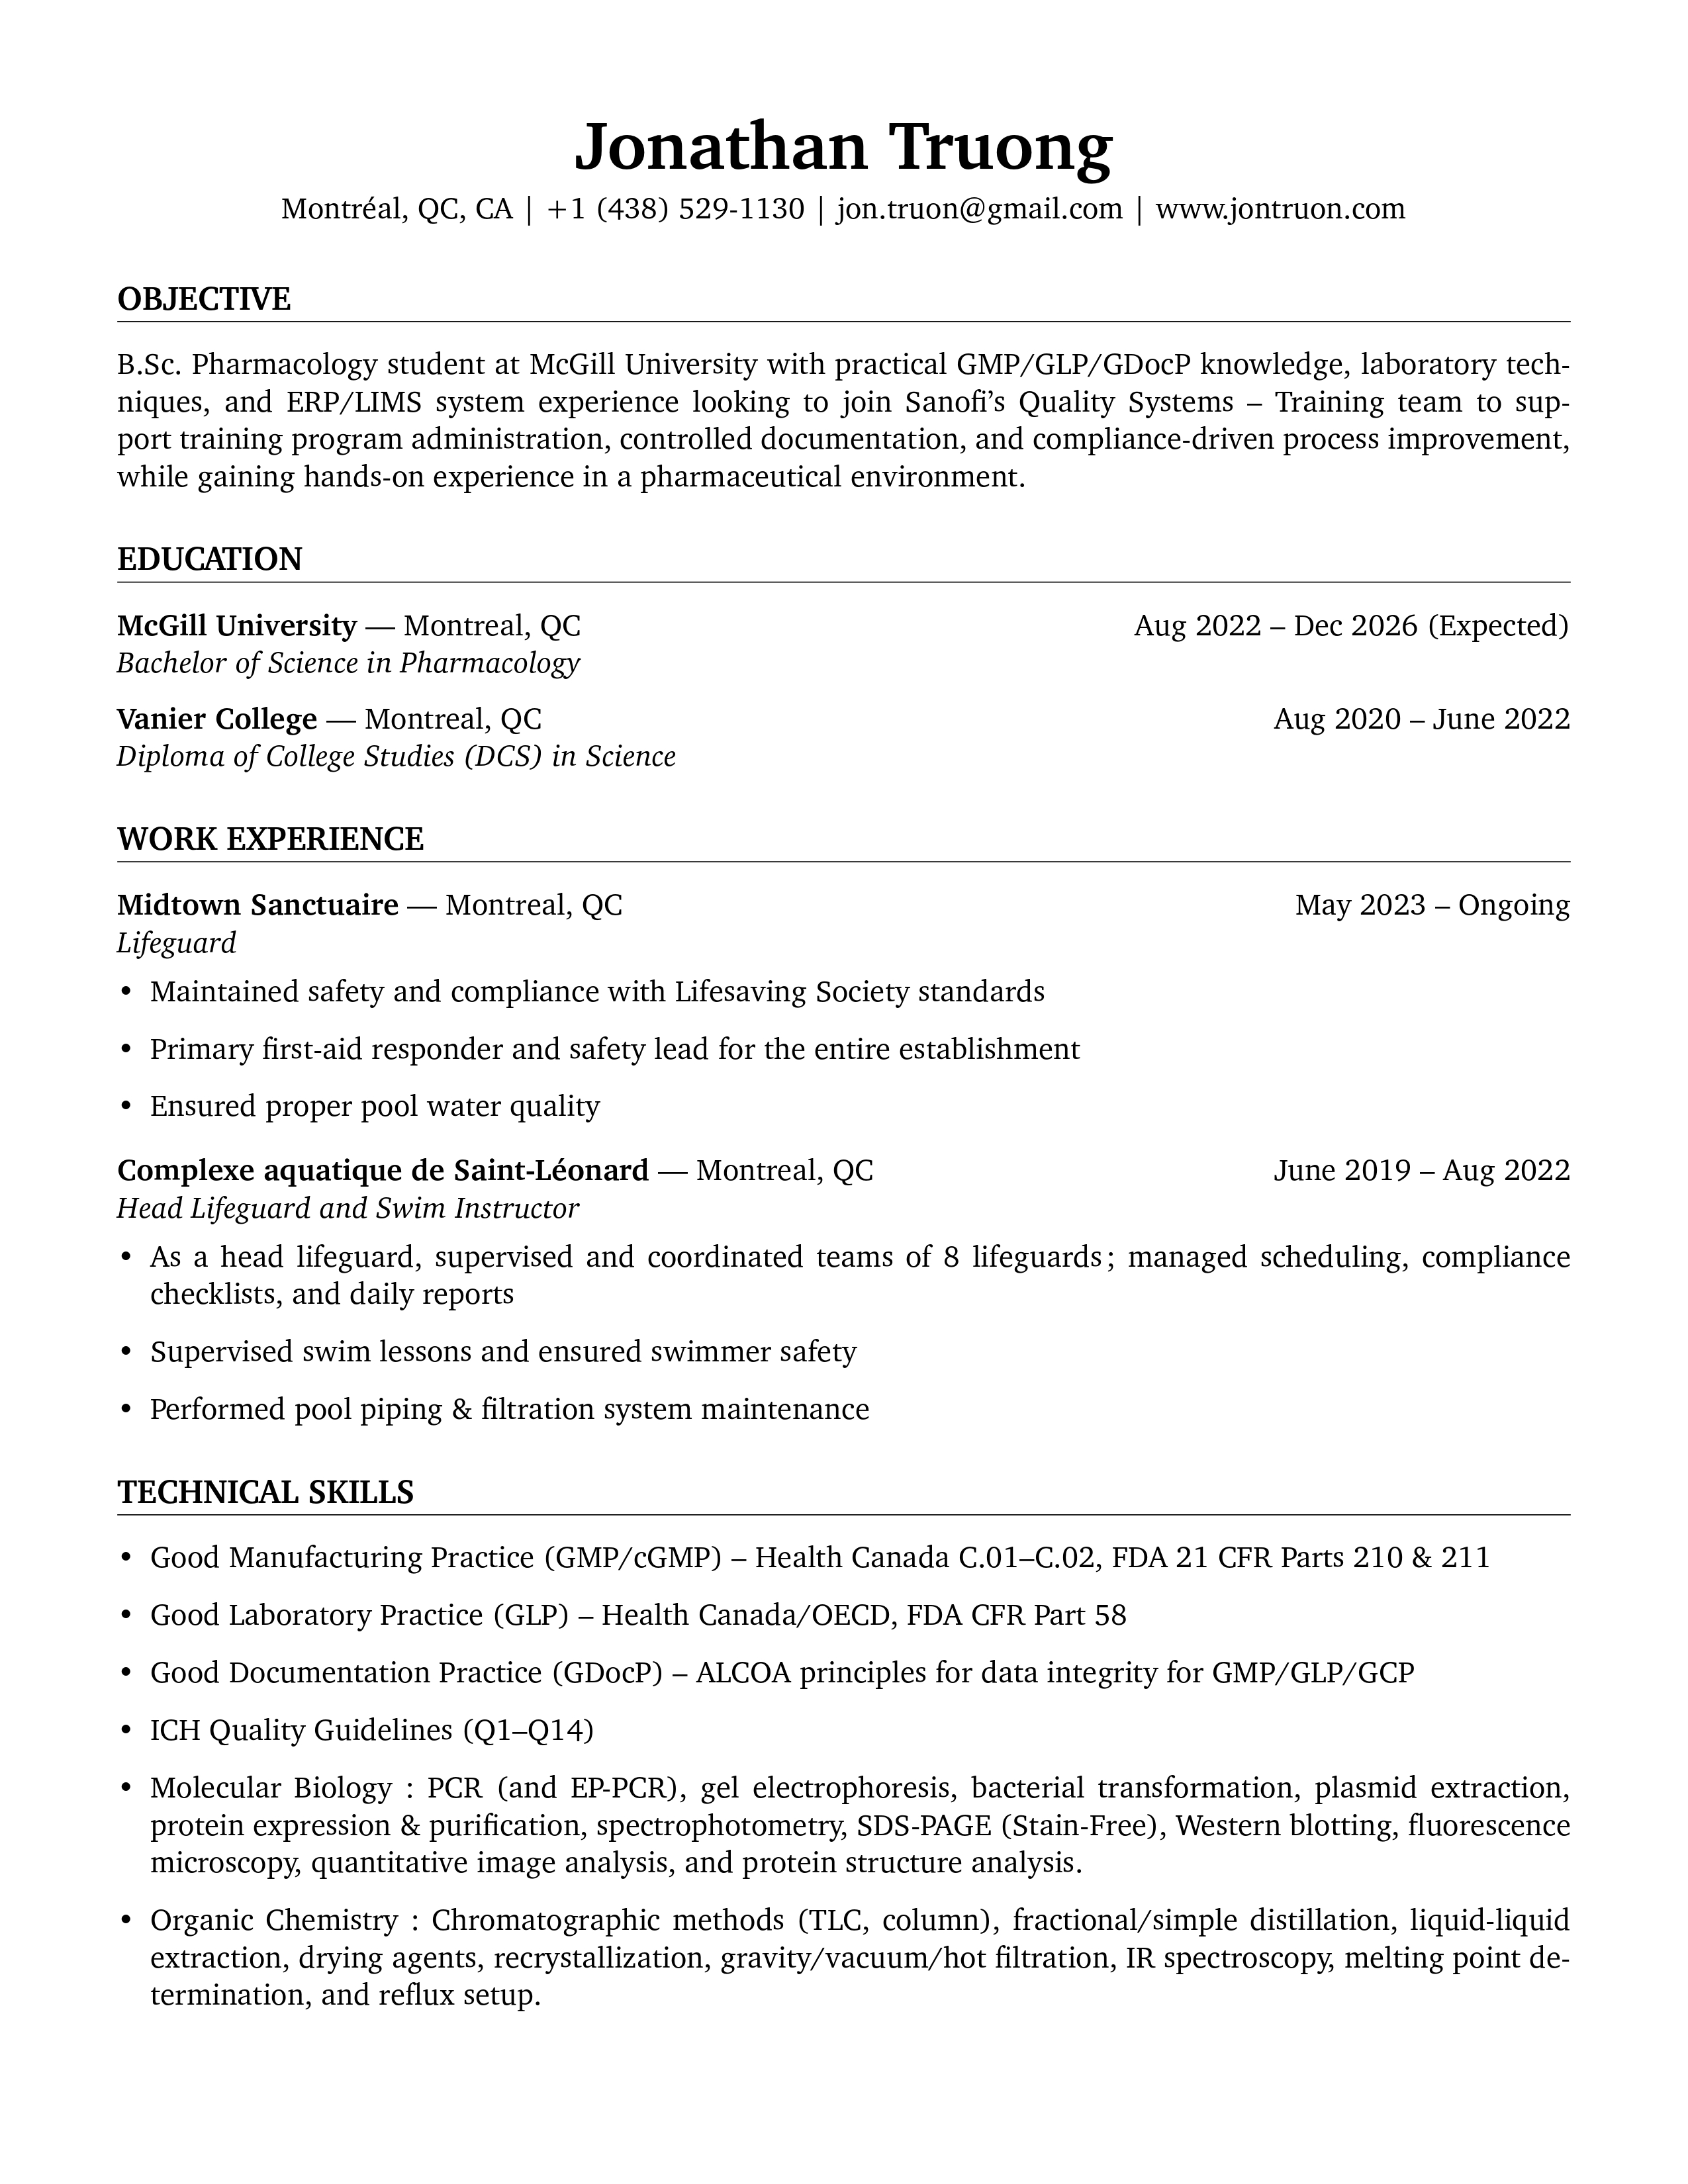 Jonathan Truong
Montréal, QC, CA | +1 (438) 529-1130 | jon.truon@gmail.com | www.jontruon.com
OBJECTIVE
B.Sc. Pharmacology student at McGill University with practical GMP/GLP/GDocP knowledge, laboratory tech-
niques, and ERP/LIMS system experience looking to join Sanofi's Quality Systems – Training team to sup-
port training program administration, controlled documentation, and compliance-driven process improvement,
while gaining hands-on experience in a pharmaceutical environment.
EDUCATION
McGill University — Montreal, QC Aug 2022 – Dec 2026 (Expected)
Bachelor of Science in Pharmacology
Vanier College — Montreal, QC Aug 2020 – June 2022
Diploma of College Studies (DCS) in Science
WORK EXPERIENCE
Midtown Sanctuaire — Montreal, QC May 2023 – Ongoing
Lifeguard
• Maintained safety and compliance with Lifesaving Society standards
• Primary first-aid responder and safety lead for the entire establishment
• Ensured proper pool water quality
Complexe aquatique de Saint-Léonard — Montreal, QC June 2019 – Aug 2022
Head Lifeguard and Swim Instructor
• As a head lifeguard, supervised and coordinated teams of 8 lifeguards ; managed scheduling, compliance
checklists, and daily reports
• Supervised swim lessons and ensured swimmer safety
• Performed pool piping & filtration system maintenance
TECHNICAL SKILLS
• Good Manufacturing Practice (GMP/cGMP) – Health Canada C.01–C.02, FDA 21 CFR Parts 210 & 211
• Good Laboratory Practice (GLP) – Health Canada/OECD, FDA CFR Part 58
• Good Documentation Practice (GDocP) – ALCOA principles for data integrity for GMP/GLP/GCP
• ICH Quality Guidelines (Q1–Q14)
• Molecular Biology : PCR (and EP-PCR), gel electrophoresis, bacterial transformation, plasmid extraction,
protein expression & purification, spectrophotometry, SDS-PAGE (Stain-Free), Western blotting, fluorescence
microscopy, quantitative image analysis, and protein structure analysis.
• Organic Chemistry : Chromatographic methods (TLC, column), fractional/simple distillation, liquid-liquid
extraction, drying agents, recrystallization, gravity/vacuum/hot filtration, IR spectroscopy, melting point de-
termination, and reflux setup.